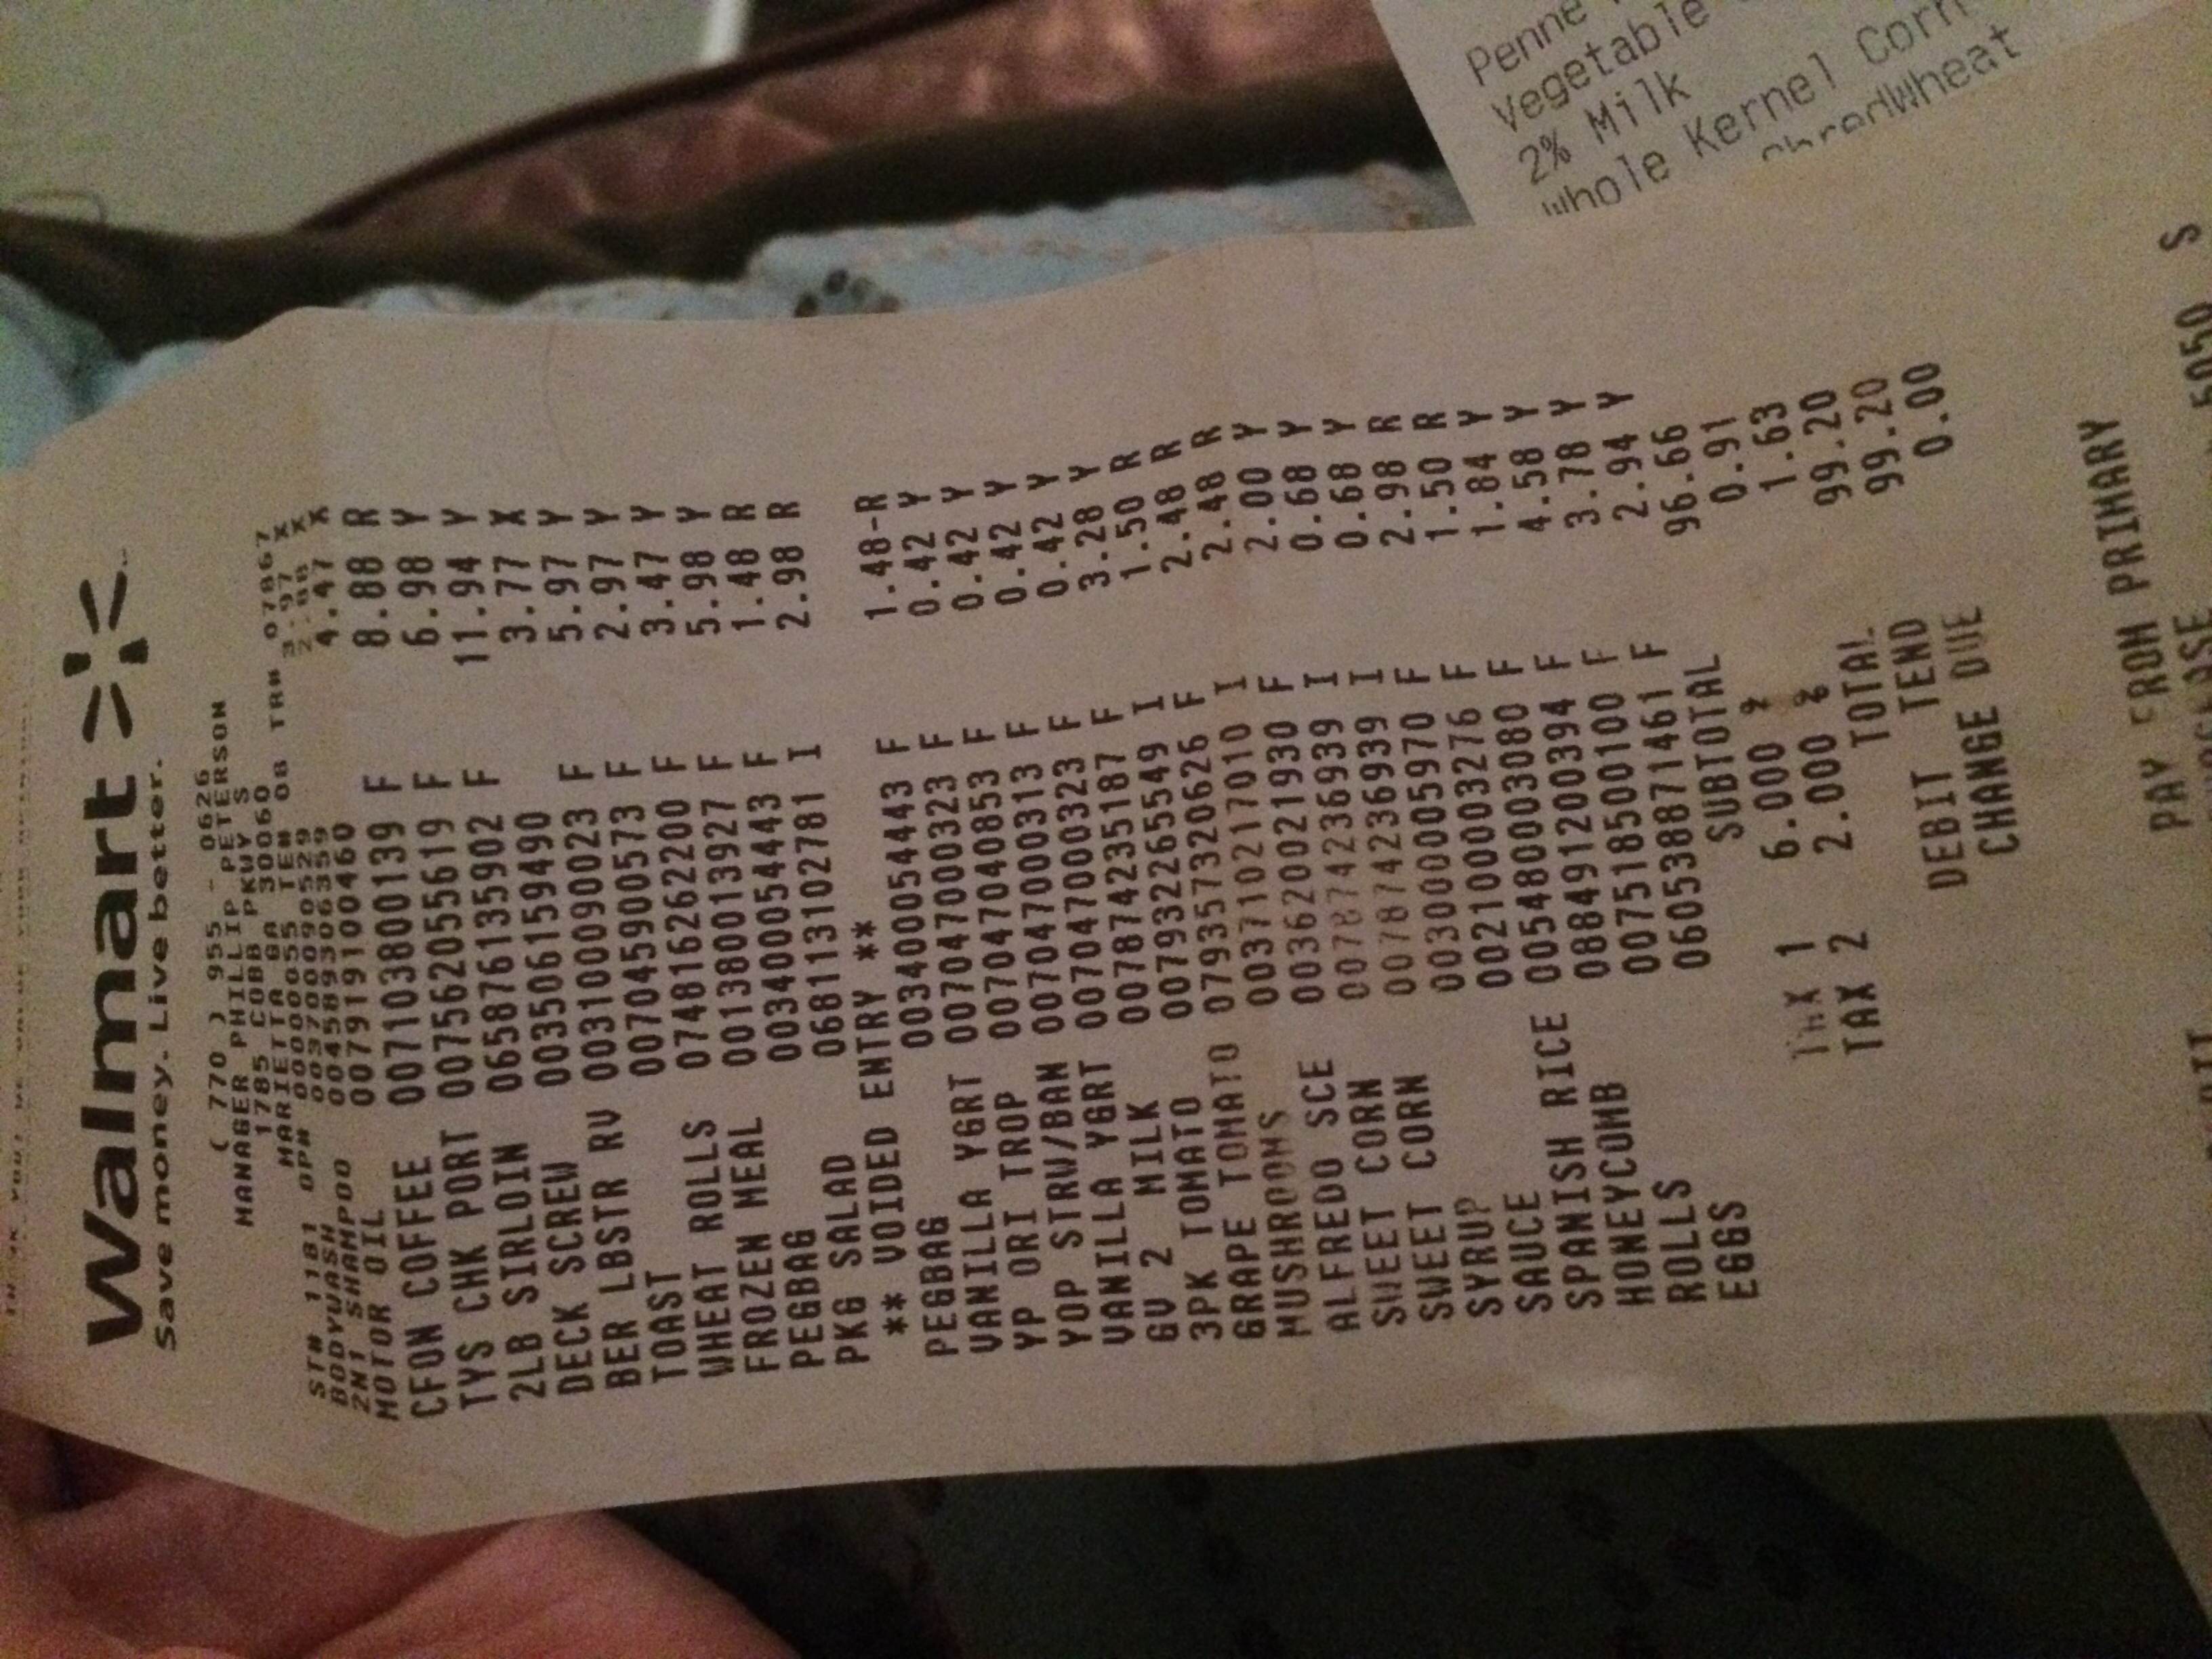 THANK YOU! WE VALUE YOUR OPINION!
Walmart
Save money. Live better.
( 770 ) 955 - 0626
MANAGER PHILLIP PETERSON
1785 COBB PKWY S
MARIETTA GA 30060
ST# 1181 OP# 00000055 TE# 08 TR# 07867
BODYWASH 003700090529 3.97 X
2N1 SHAMPOO 004589306359 2.88 X
MOTOR OIL 007919100460 4.47 X
CFON COFFEE 007103800139 F 8.88 R
TYS CHK PORT 007562055619 F 6.98 Y
2LB SIRLOIN 065876135902 F 11.94 Y
DECK SCREW 003506159490 3.77 X
BER LBSTR RV 003100090023 F 5.97 Y
TOAST 007045900573 F 2.97 Y
WHEAT ROLLS 074816262200 F 3.47 Y
FROZEN MEAL 001380013927 F 5.98 Y
PEGBAG 003400054443 F 1.48 R
PKG SALAD 068113102781 I 2.98 R
** VOIDED ENTRY **
PEGBAG 003400054443 F 1.48-R
VANILLA YGRT 007047000323 F 0.42 Y
YP ORI TROP 007047040853 F 0.42 Y
YOP STRW/BAN 007047000313 F 0.42 Y
VANILLA YGRT 007047000323 F 0.42 Y
GV 2 MILK 007874235187 F 3.28 Y
3PK TOMATO 007932265549 I 1.50 R
GRAPE TOMATO 079357320626 F 2.48 R
MUSHROOMS 003710217010 I 2.48 R
ALFREDO SCE 003620021930 F 2.00 Y
SWEET CORN 007874236939 I 0.68 Y
SWEET CORN 007874236939 I 0.68 Y
SYRUP 003000005970 F 2.98 R
SAUCE 002100003276 F 1.50 R
SPANISH RICE 005480003080 F 1.84 Y
HONEYCOMB 088491200394 F 4.58 Y
ROLLS 007518500100 F 3.78 Y
EGGS 060538871461 F 2.94 Y
SUBTOTAL 96.66
TAX 1 6.000 % 0.91
TAX 2 2.000 % 1.63
TOTAL 99.20
DEBIT TEND 99.20
CHANGE DUE 0.00
PAY FROM PRIMARY
5050 S
Penne
Vegetable
2% Milk
Whole Kernel Corn